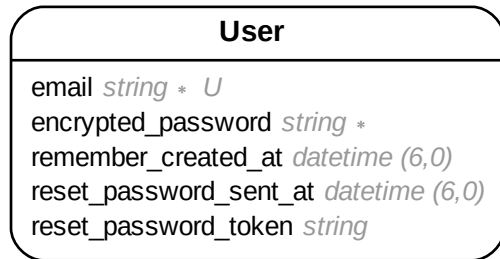 User
email string * U
encrypted_password string *
remember_created_at datetime (6,0)
reset_password_sent_at datetime (6,0)
reset_password_token string